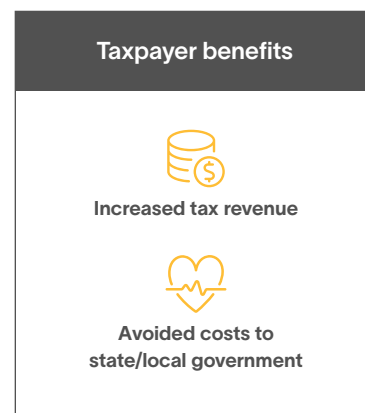 Taxpayer benefits
$
Increased tax revenue
Avoided costs to
state/local government